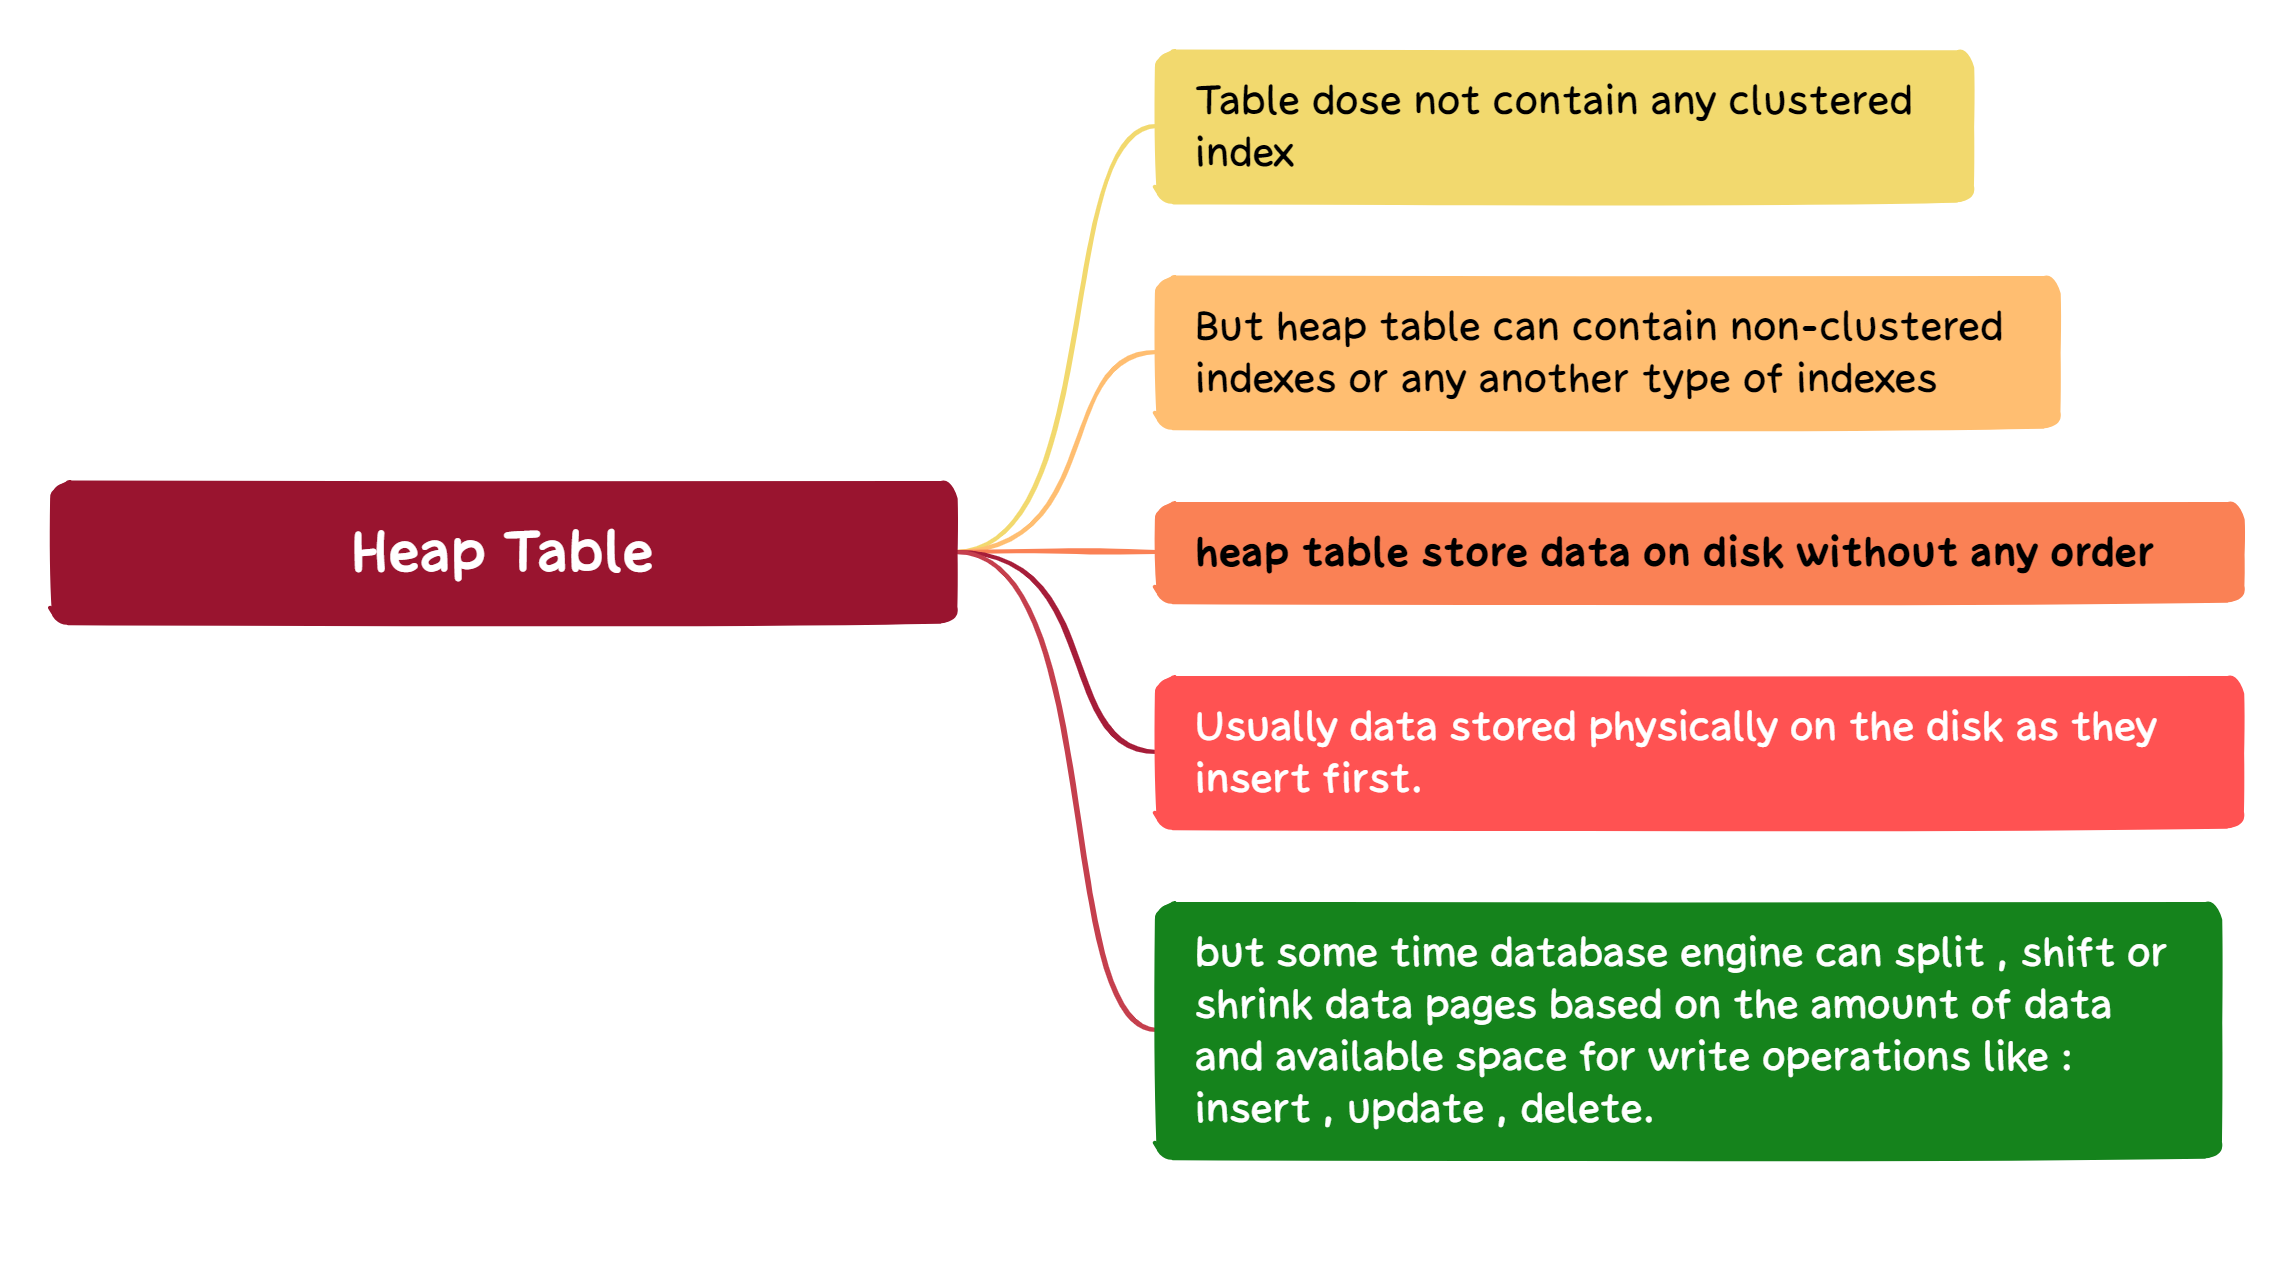 Table dose not contain any clustered
index
But heap table can contain non-clustered
indexes or any another type of indexes
Heap Table
heap table store data on disk without any order
Usually data stored physically on the disk as they
insert first.
but some time database engine can split , shift or
shrink data pages based on the amount of data
and available space for write operations like :
insert , update , delete.